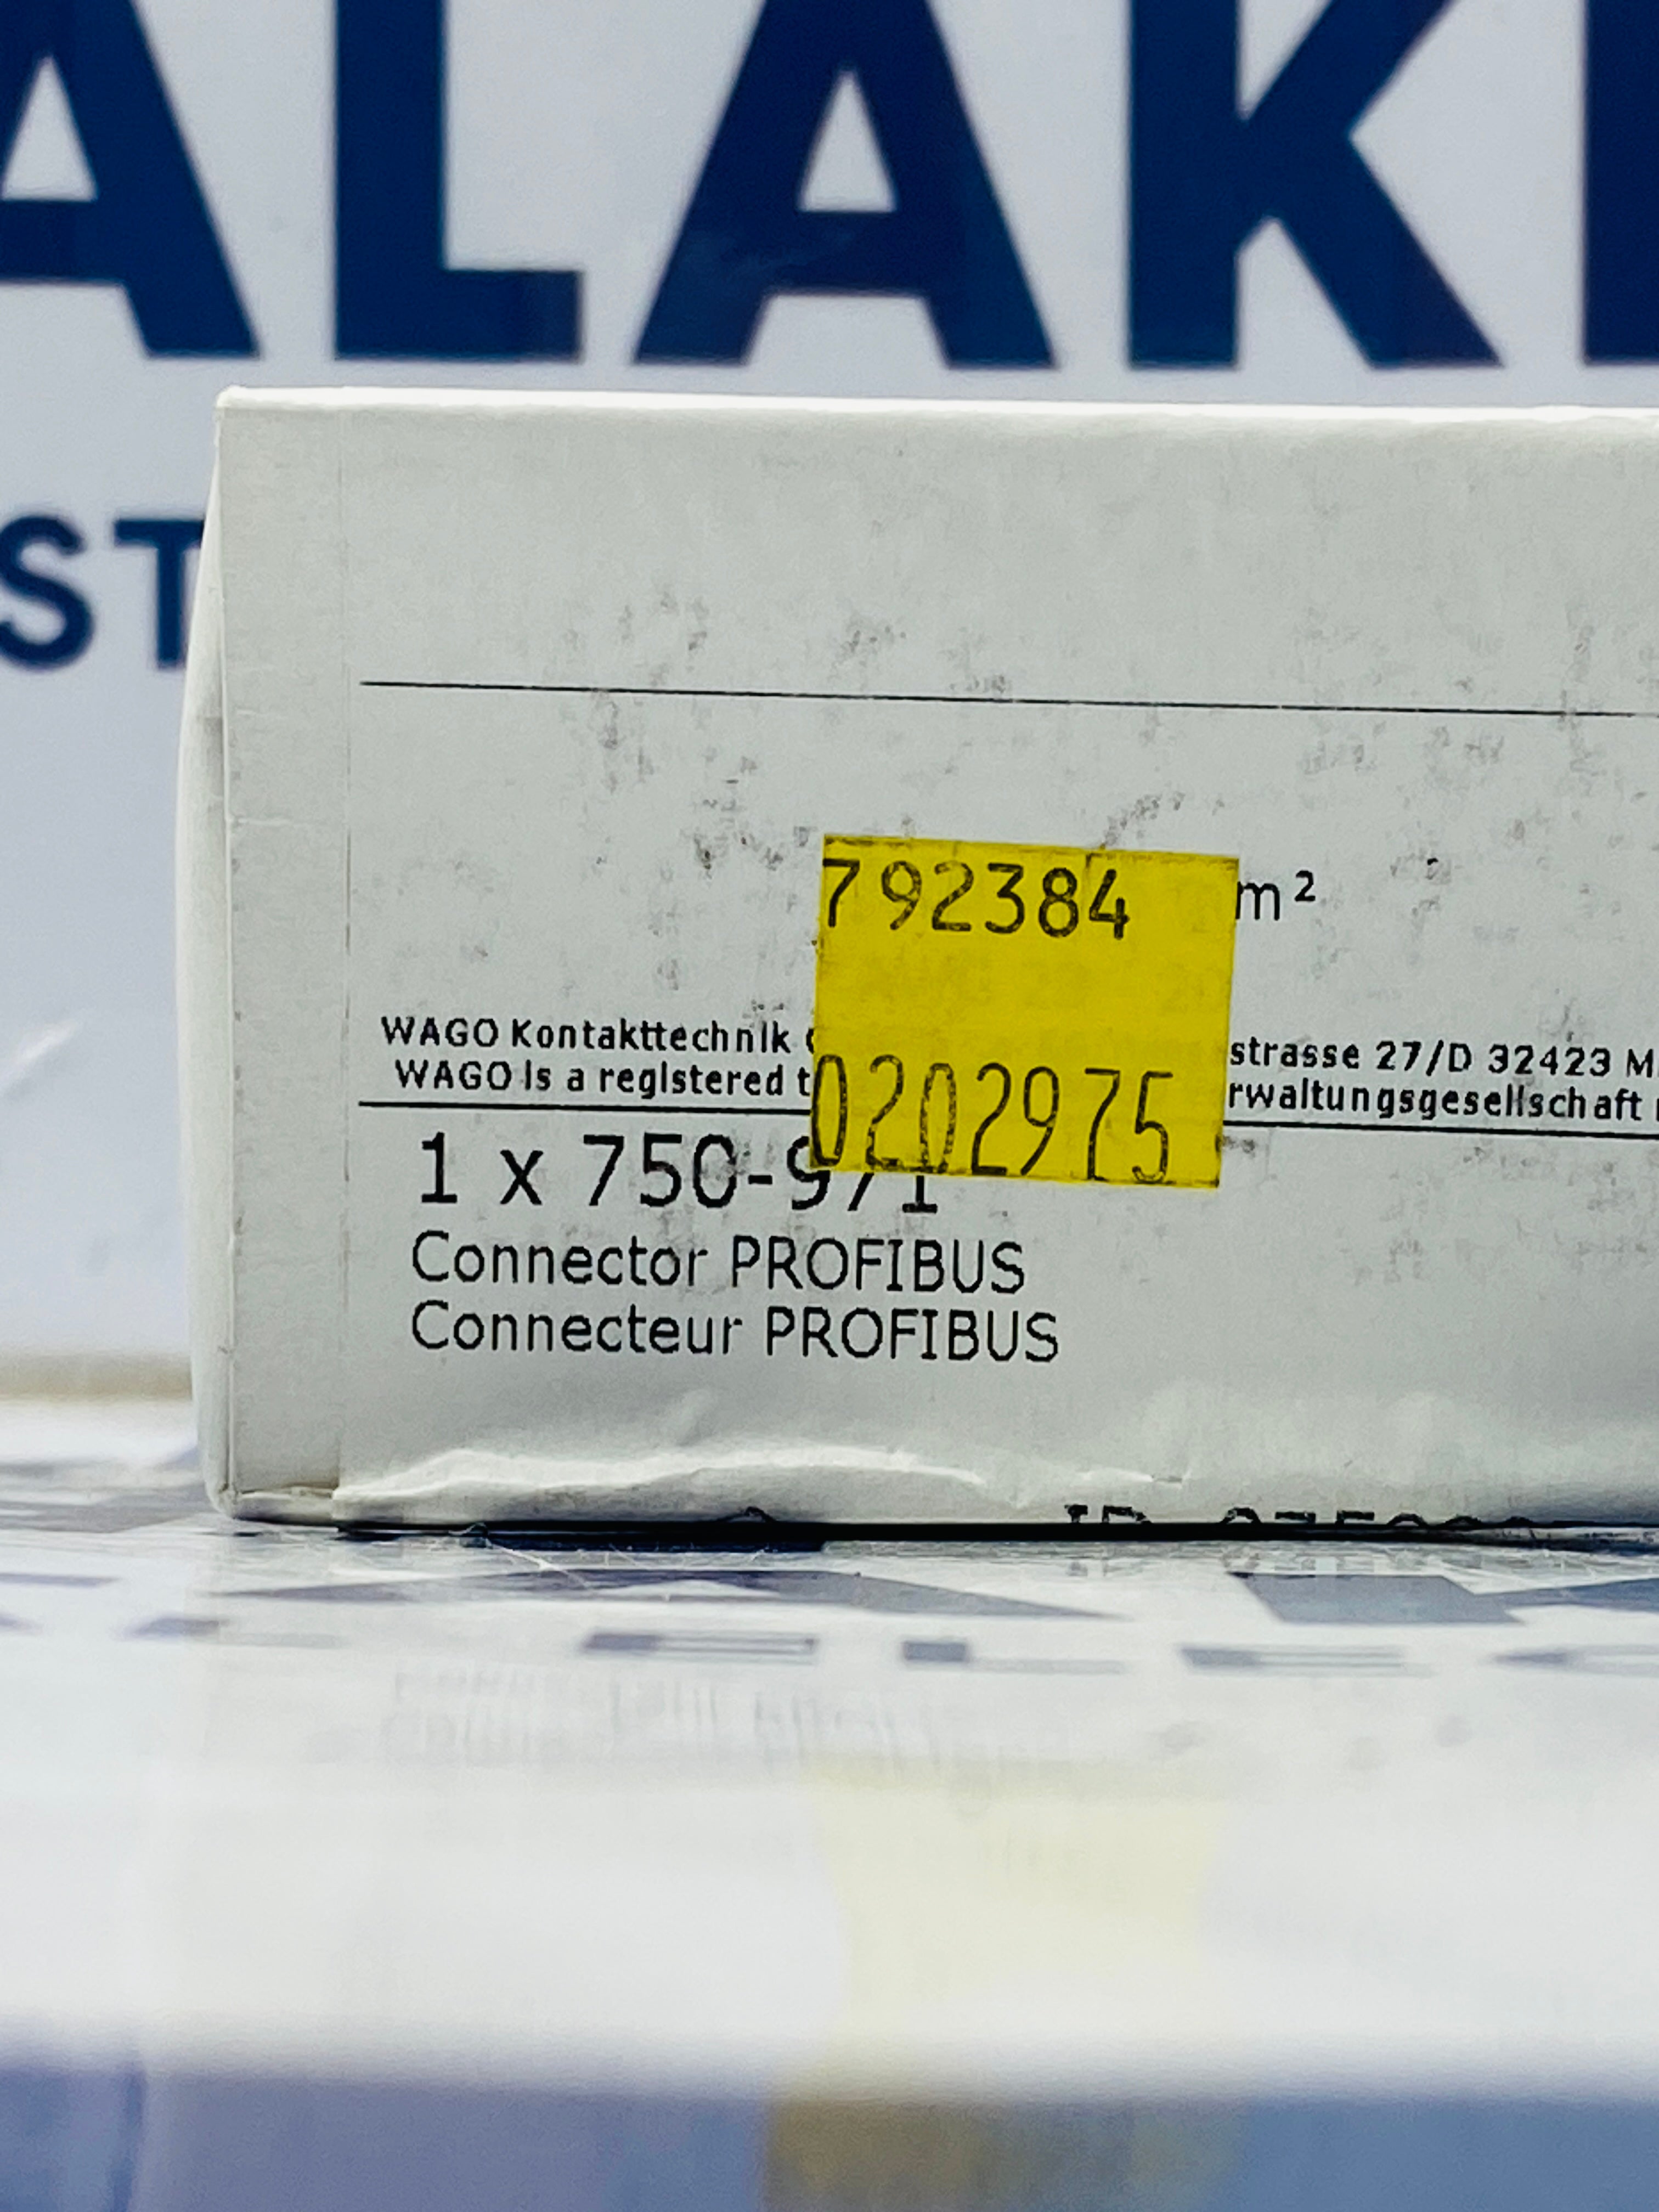 ALAK
ST
792384
m²
WAGO Kontakttechnik
strasse 27/D 32423 M
WAGO is a registered t
rwaltungsgesellschaft
0202975
1 x 750-971
Connector PROFIBUS
Connecteur PROFIBUS
ID